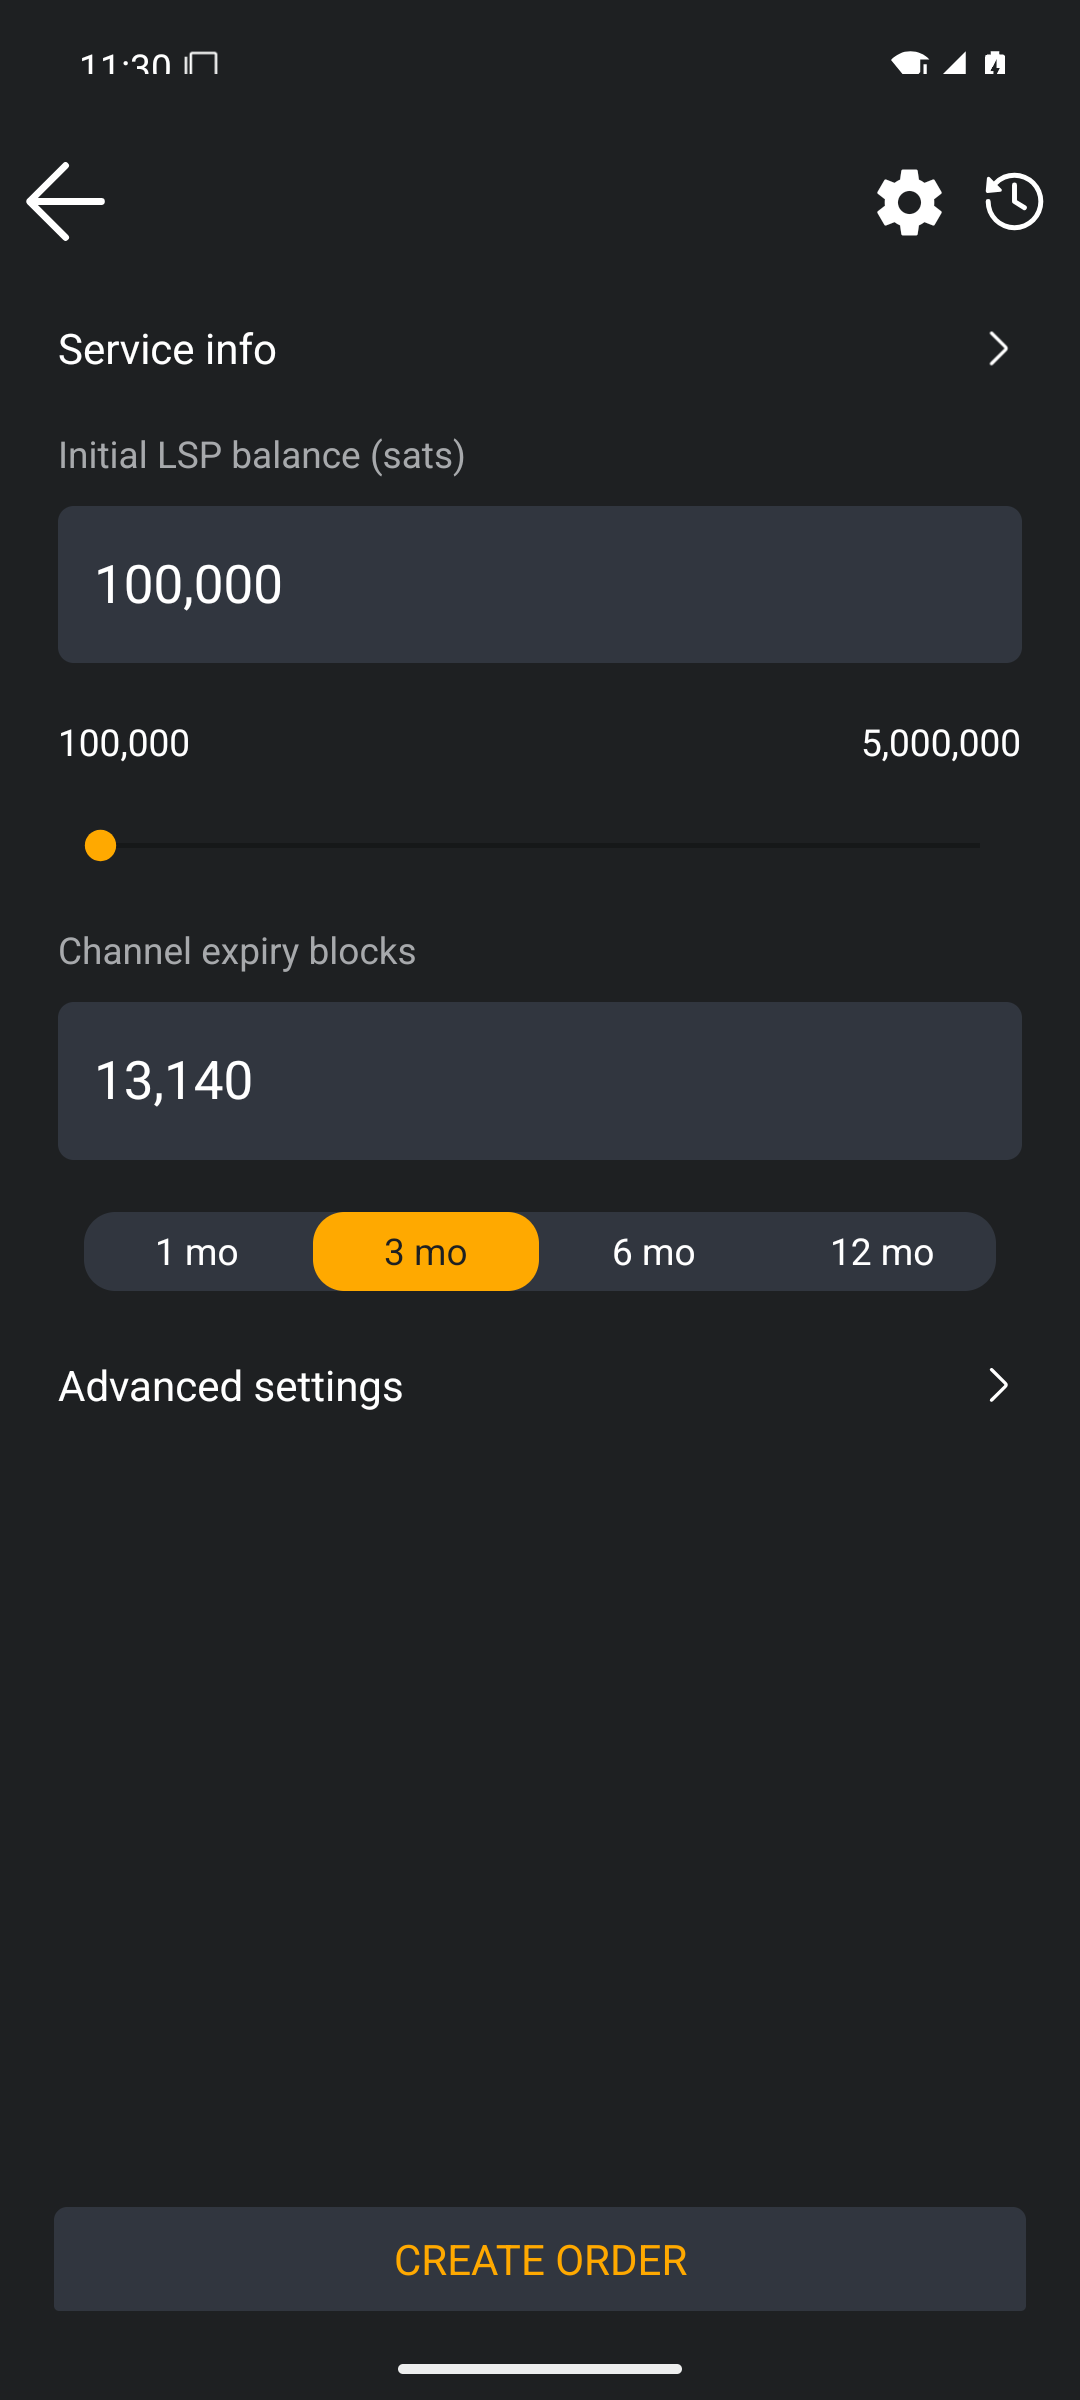 11:30
Service info
Initial LSP balance (sats)
100,000
100,000 5,000,000
Channel expiry blocks
13,140
1 mo 3 mo 6 mo 12 mo
Advanced settings
CREATE ORDER